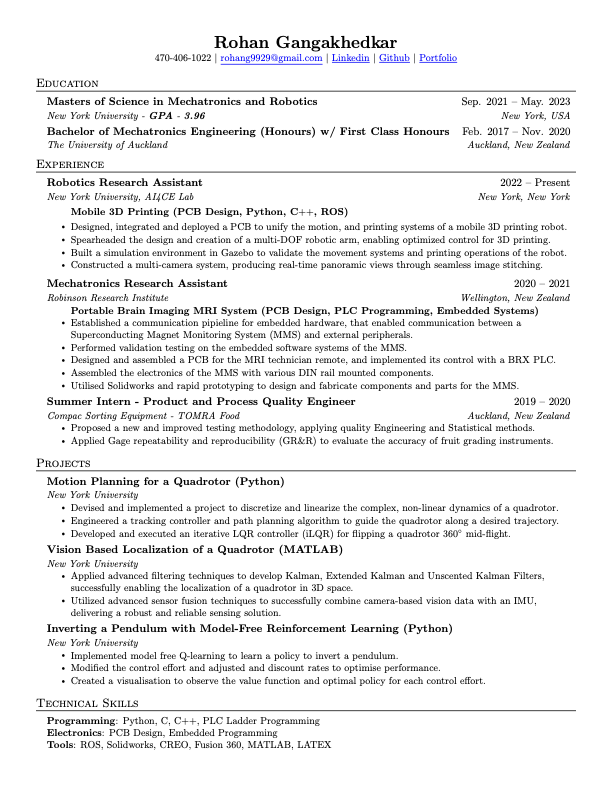 Rohan Gangakhedkar
470-406-1022 | rohang9929@gmail.com | Linkedin | Github | Portfolio
Education
Masters of Science in Mechatronics and Robotics Sep. 2021 – May. 2023
New York University - GPA - 3.96 New York, USA
Bachelor of Mechatronics Engineering (Honours) w/ First Class Honours Feb. 2017 – Nov. 2020
The University of Auckland Auckland, New Zealand
Experience
Robotics Research Assistant 2022 – Present
New York University, AI4CE Lab New York, New York
Mobile 3D Printing (PCB Design, Python, C++, ROS)
• Designed, integrated and deployed a PCB to unify the motion, and printing systems of a mobile 3D printing robot.
• Spearheaded the design and creation of a multi-DOF robotic arm, enabling optimized control for 3D printing.
• Built a simulation environment in Gazebo to validate the movement systems and printing operations of the robot.
• Constructed a multi-camera system, producing real-time panoramic views through seamless image stitching.
Mechatronics Research Assistant 2020 – 2021
Robinson Research Institute Wellington, New Zealand
Portable Brain Imaging MRI System (PCB Design, PLC Programming, Embedded Systems)
• Established a communication pipieline for embedded hardware, that enabled communication between a
Superconducting Magnet Monitoring System (MMS) and external peripherals.
• Performed validation testing on the embedded software systems of the MMS.
• Designed and assembled a PCB for the MRI technician remote, and implemented its control with a BRX PLC.
• Assembled the electronics of the MMS with various DIN rail mounted components.
• Utilised Solidworks and rapid prototyping to design and fabricate components and parts for the MMS.
Summer Intern - Product and Process Quality Engineer 2019 – 2020
Compac Sorting Equipment - TOMRA Food Auckland, New Zealand
• Proposed a new and improved testing methodology, applying quality Engineering and Statistical methods.
• Applied Gage repeatability and reproducibility (GR&R) to evaluate the accuracy of fruit grading instruments.
Projects
Motion Planning for a Quadrotor (Python)
New York University
• Devised and implemented a project to discretize and linearize the complex, non-linear dynamics of a quadrotor.
• Engineered a tracking controller and path planning algorithm to guide the quadrotor along a desired trajectory.
• Developed and executed an iterative LQR controller (iLQR) for flipping a quadrotor 360° mid-flight.
Vision Based Localization of a Quadrotor (MATLAB)
New York University
• Applied advanced filtering techniques to develop Kalman, Extended Kalman and Unscented Kalman Filters,
successfully enabling the localization of a quadrotor in 3D space.
• Utilized advanced sensor fusion techniques to successfully combine camera-based vision data with an IMU,
delivering a robust and reliable sensing solution.
Inverting a Pendulum with Model-Free Reinforcement Learning (Python)
New York University
• Implemented model free Q-learning to learn a policy to invert a pendulum.
• Modified the control effort and adjusted and discount rates to optimise performance.
• Created a visualisation to observe the value function and optimal policy for each control effort.
Technical Skills
Programming: Python, C, C++, PLC Ladder Programming
Electronics: PCB Design, Embedded Programming
Tools: ROS, Solidworks, CREO, Fusion 360, MATLAB, LATEX